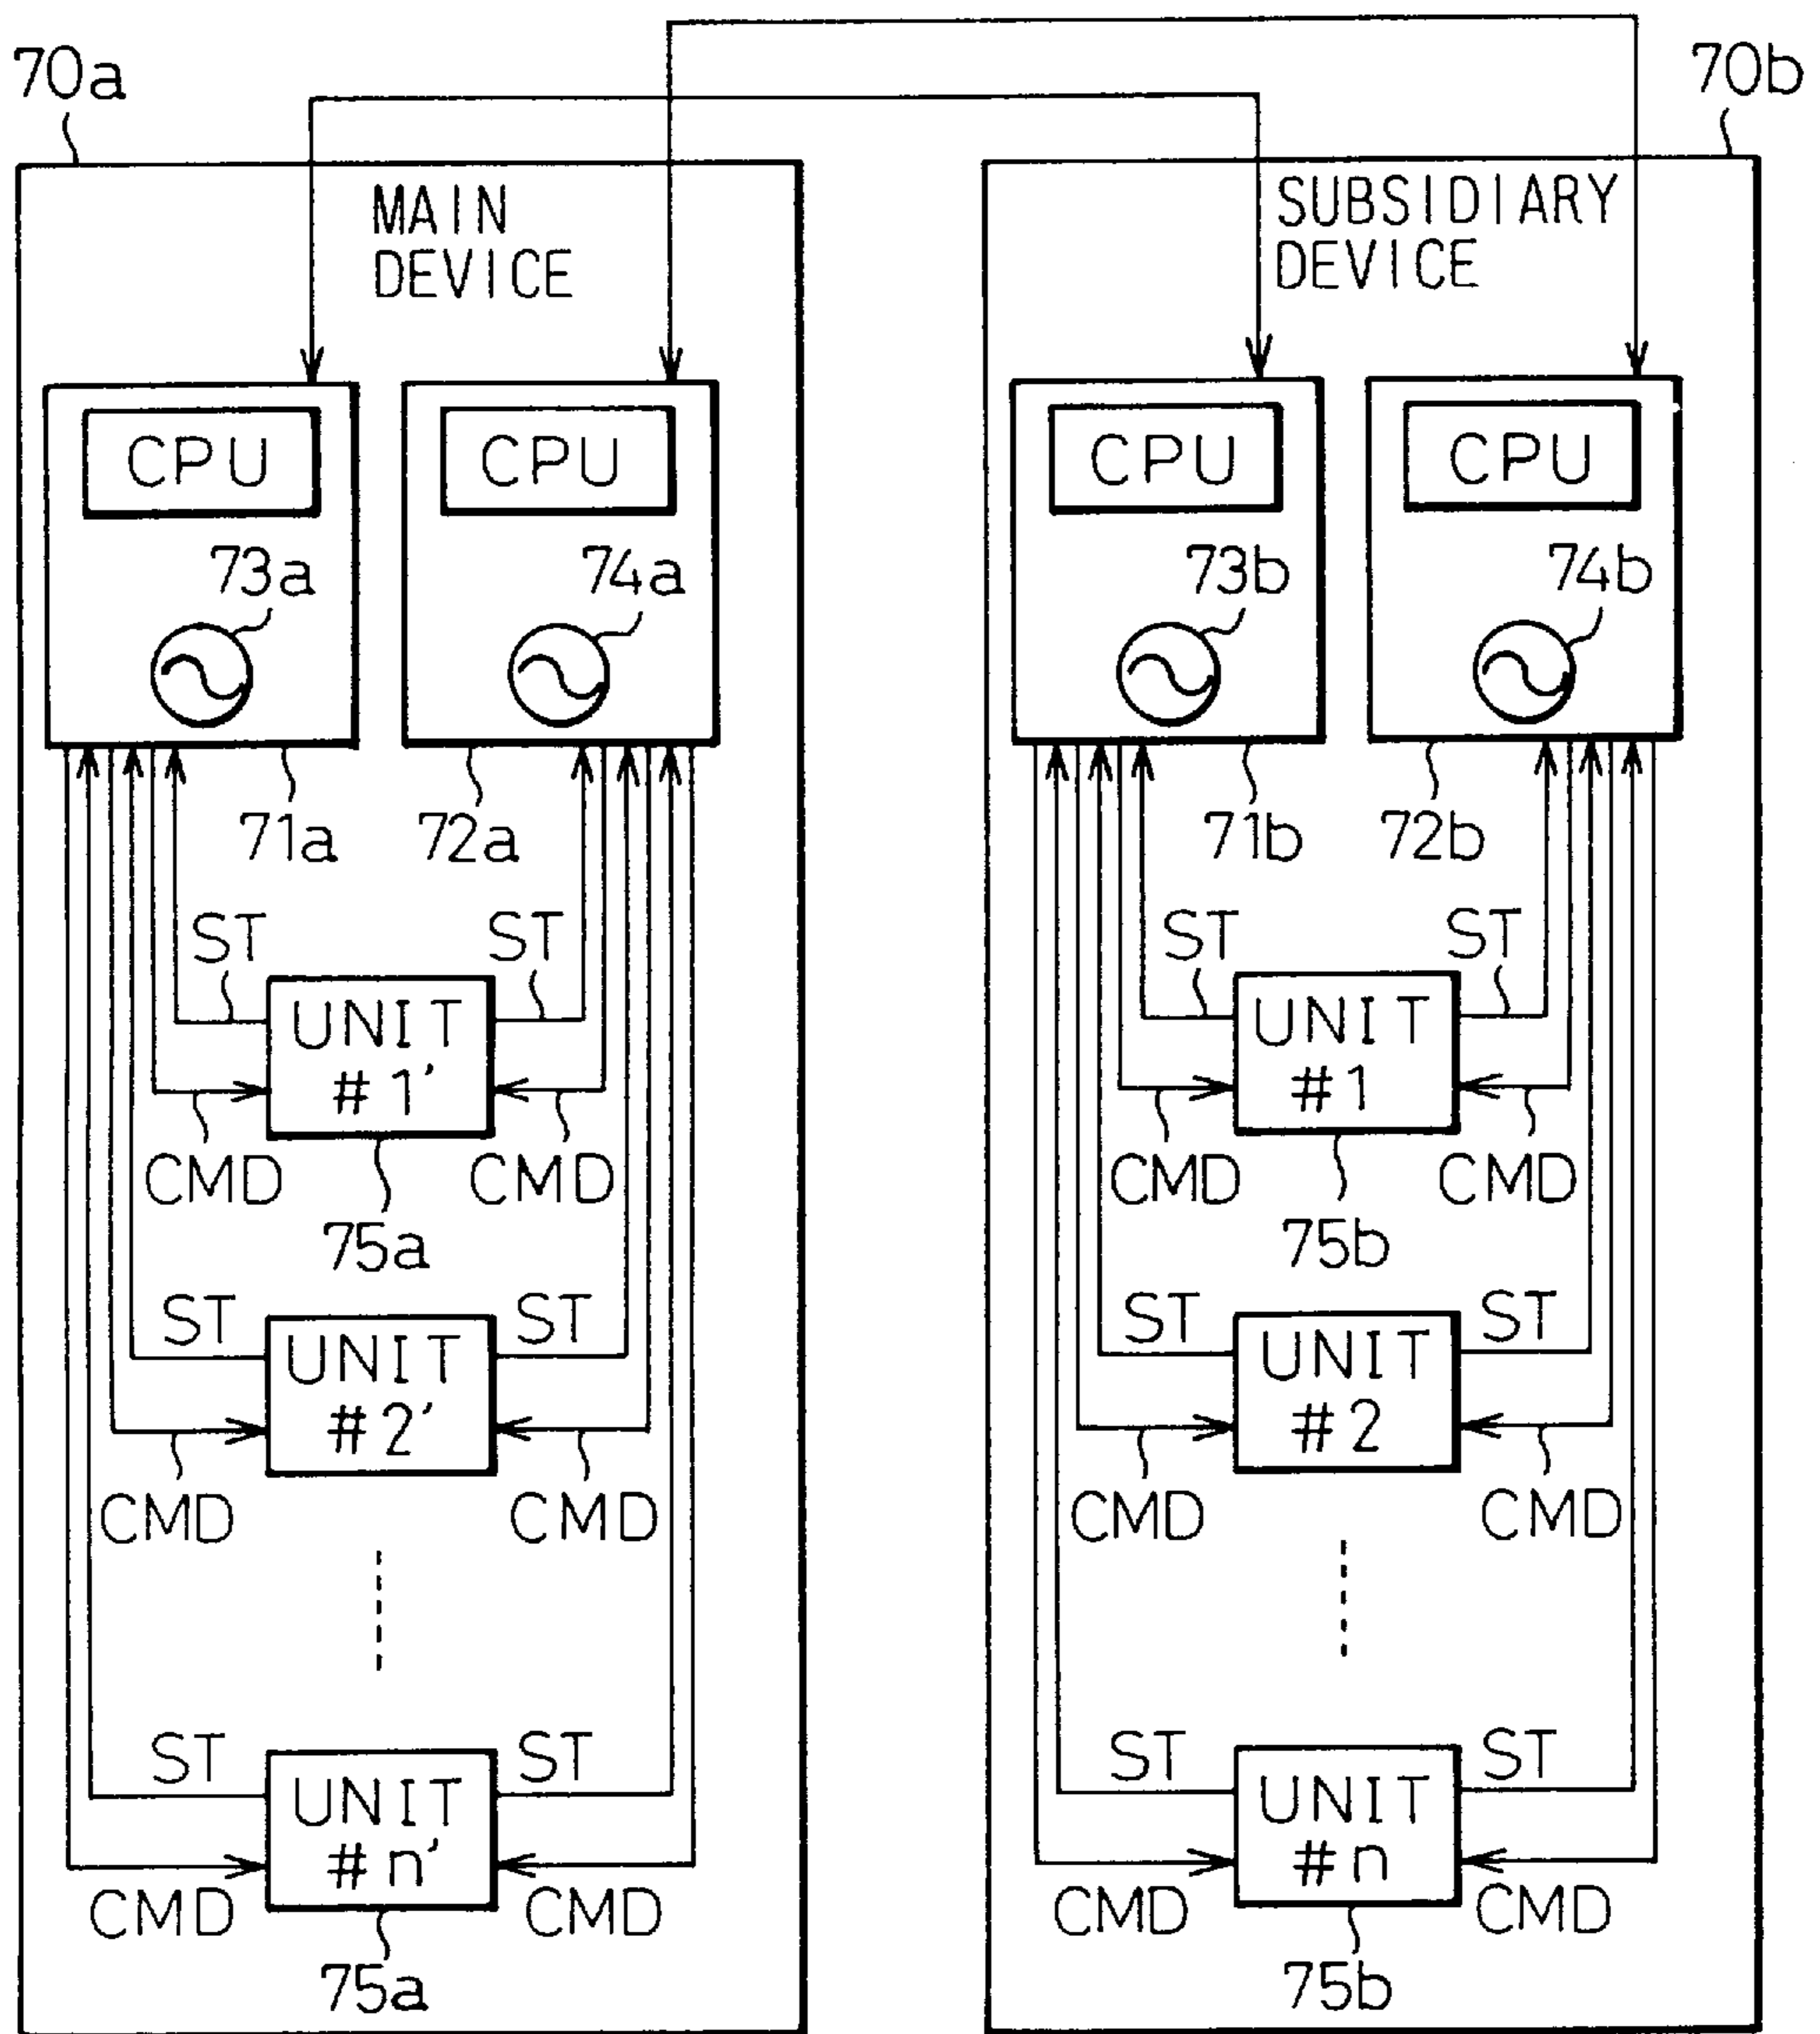 70a
70b
MAIN
DEVICE
SUBSIDIARY
DEVICE
CPU
CPU
CPU
CPU
73a
74a
73b
74b
71a
72a
71b
72b
ST
ST
ST
ST
UNIT
#1'
UNIT
#1
CMD
CMD
CMD
CMD
75a
75b
ST
ST
ST
ST
UNIT
#2'
UNIT
#2
CMD
CMD
CMD
CMD
ST
ST
ST
ST
UNIT
#n'
UNIT
#n
CMD
CMD
CMD
CMD
75a
75b